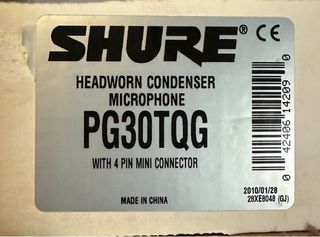 SHURE® CE
HEADWORN CONDENSER
MICROPHONE
PG30TQG
WITH 4 PIN MINI CONNECTOR
MADE IN CHINA
0 42406 14209 0
2010/01/28
28XE8048 (GJ)